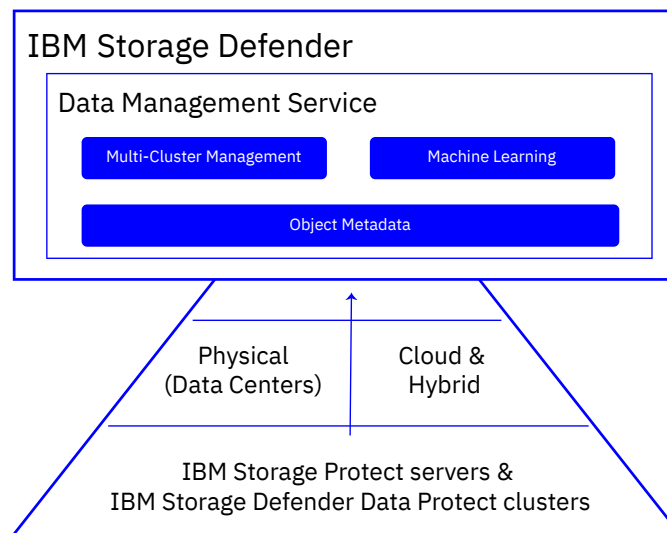 IBM Storage Defender
Data Management Service
Multi-Cluster Management
Machine Learning
Object Metadata
Physical
(Data Centers)
Cloud &
Hybrid
IBM Storage Protect servers &
IBM Storage Defender Data Protect clusters